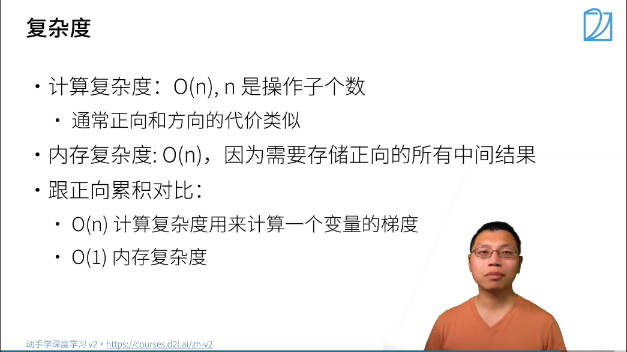 复杂度
• 计算复杂度：O(n), n 是操作子个数
• 通常正向和方向的代价类似
• 内存复杂度: O(n)，因为需要存储正向的所有中间结果
• 跟正向累积对比：
• O(n) 计算复杂度用来计算一个变量的梯度
• O(1) 内存复杂度
动手学深度学习 v2 • https://courses.d2l.ai/zh-v2